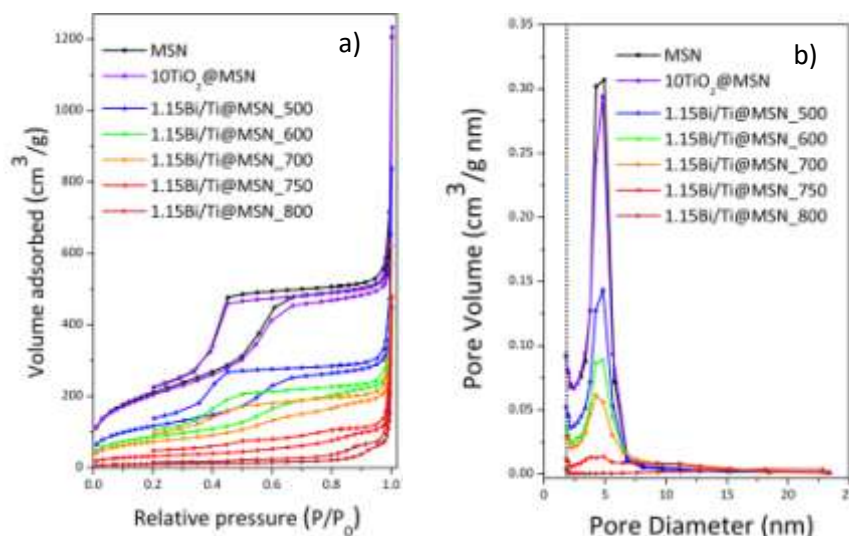 a)
MSN
10TiO₂@MSN
1.15Bi/Ti@MSN_500
1.15Bi/Ti@MSN_600
1.15Bi/Ti@MSN_700
1.15Bi/Ti@MSN_750
1.15Bi/Ti@MSN_800
Volume adsorbed (cm³/g)
1200
1000
800
600
400
200
0
0.0 0.2 0.4 0.6 0.8 1.0
Relative pressure (P/P₀)
b)
MSN
10TiO₂@MSN
1.15Bi/Ti@MSN_500
1.15Bi/Ti@MSN_600
1.15Bi/Ti@MSN_700
1.15Bi/Ti@MSN_750
1.15Bi/Ti@MSN_800
Pore Volume (cm³/g nm)
0.35
0.30
0.25
0.20
0.15
0.10
0.05
0.00
0 5 10 15 20 25
Pore Diameter (nm)